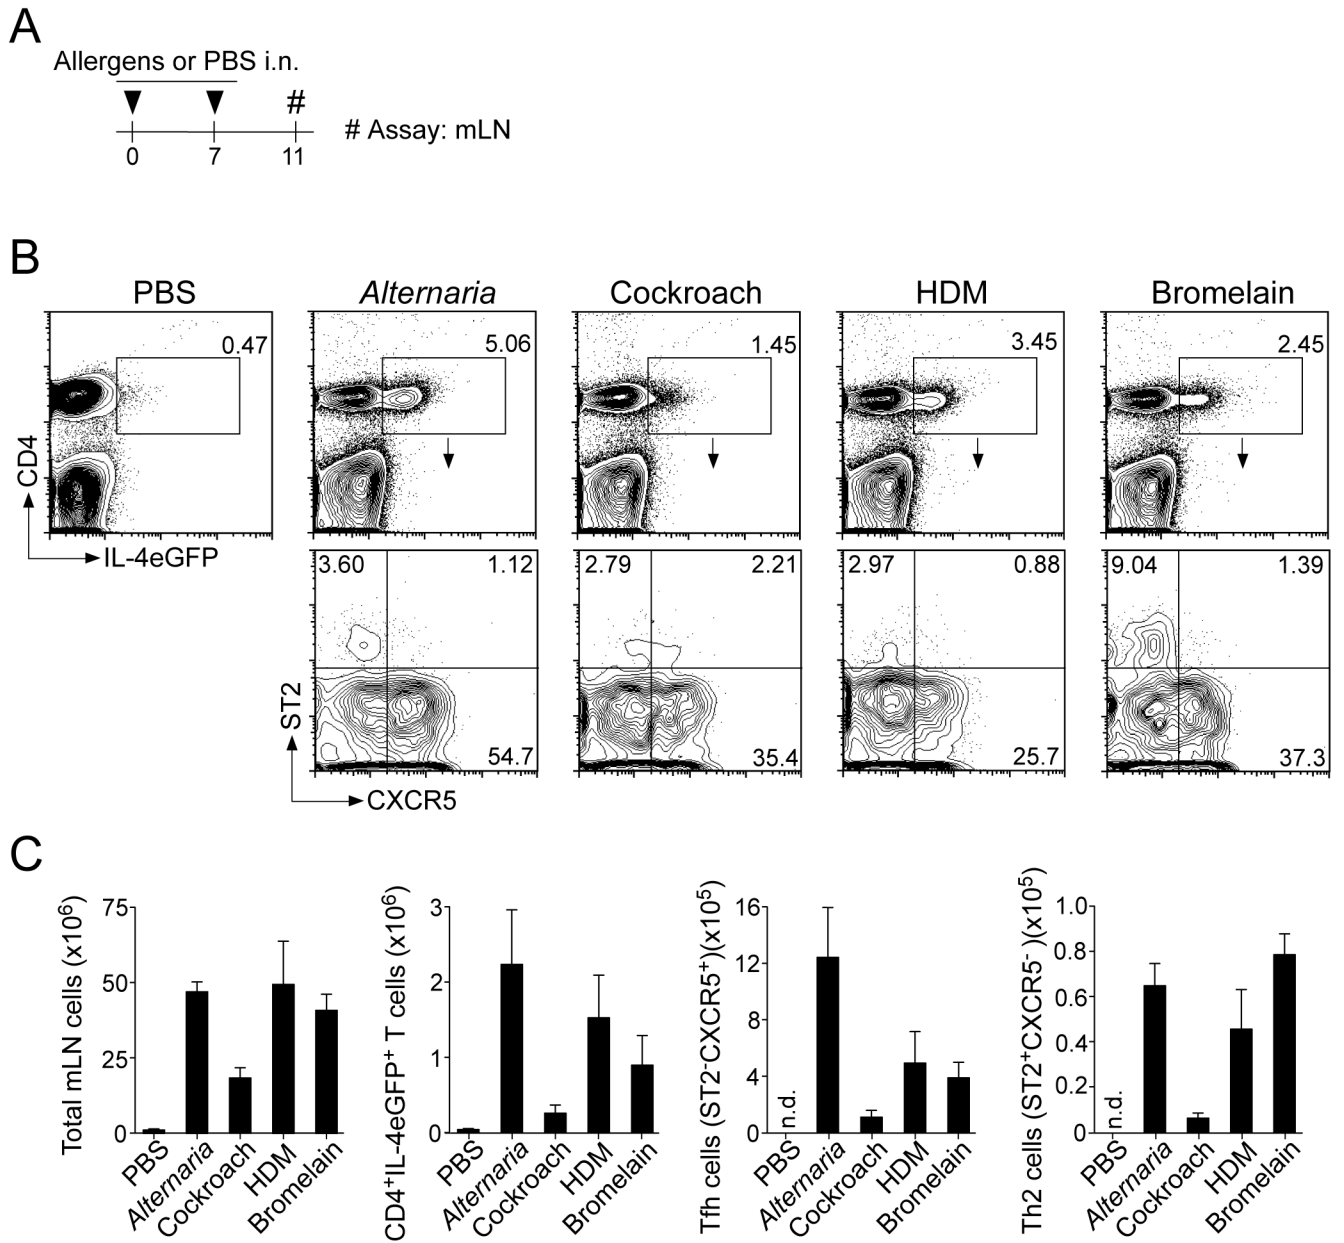 A
Allergens or PBS i.n.
#
# Assay: mLN
0 7 11
B
PBS Alternaria Cockroach HDM Bromelain
0.47 5.06 1.45 3.45 2.45
CD4
IL-4eGFP
3.60 1.12 2.79 2.21 2.97 0.88 9.04 1.39
ST2
54.7 35.4 25.7 37.3
CXCR5
C
Total mLN cells (x10⁶)
75
50
25
0
PBS Alternaria Cockroach HDM Bromelain
CD4⁺IL-4eGFP⁺ T cells (x10⁶)
3
2
1
0
PBS Alternaria Cockroach HDM Bromelain
Tfh cells (ST2⁻CXCR5⁺)(x10⁵)
16
12
8
4
0
n.d.
PBS Alternaria Cockroach HDM Bromelain
Th2 cells (ST2⁺CXCR5⁻ )(x10⁵)
1.0
0.8
0.6
0.4
0.2
0
n.d.
PBS Alternaria Cockroach HDM Bromelain